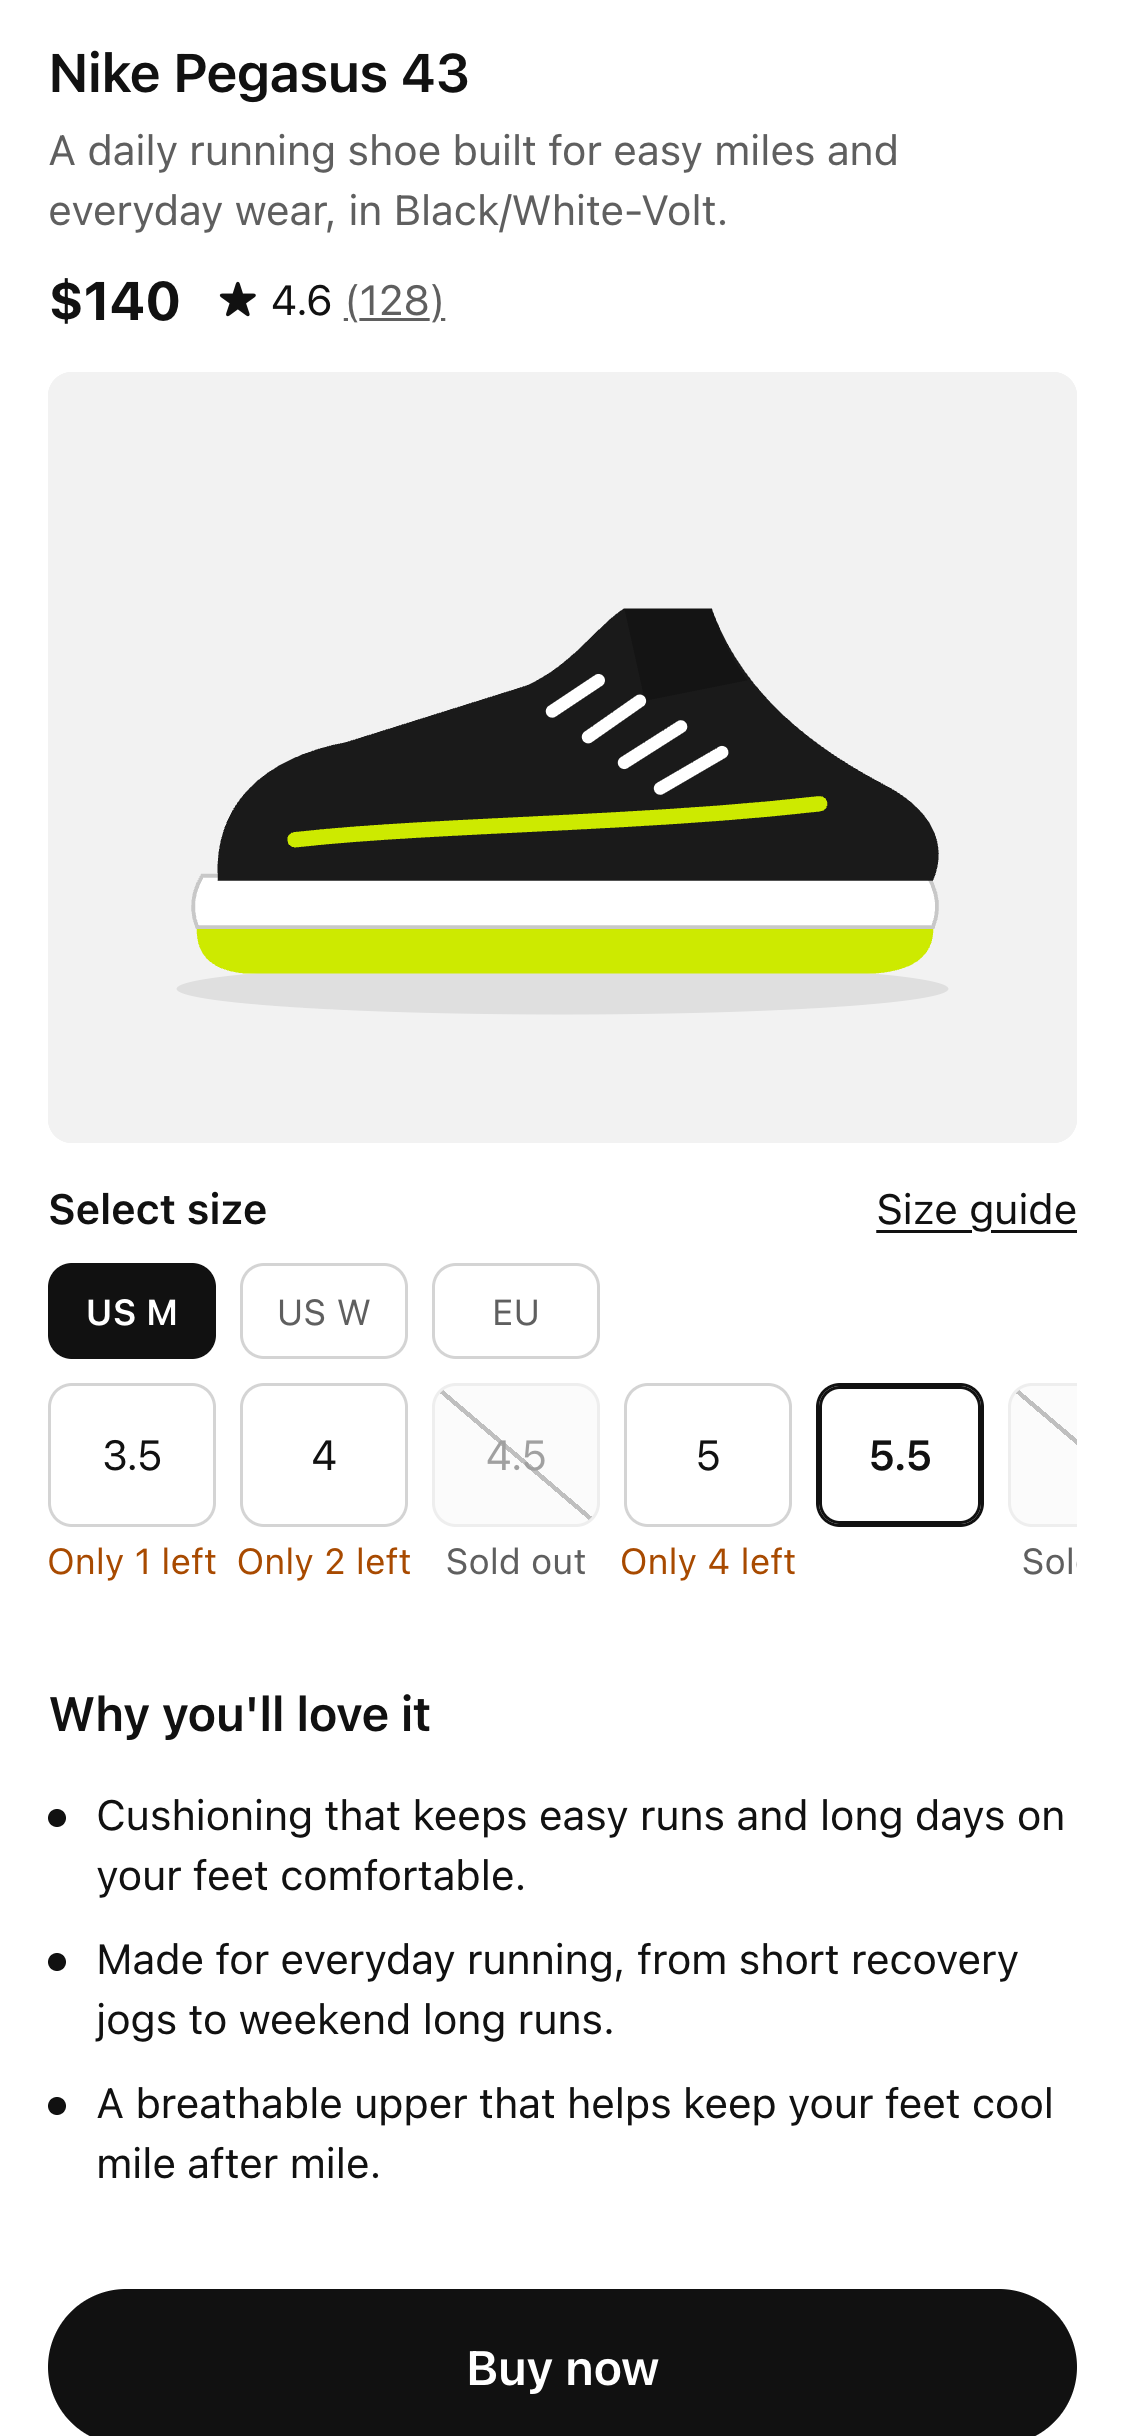 Nike Pegasus 43
A daily running shoe built for easy miles and
everyday wear, in Black/White-Volt.
$140 ★ 4.6 (128)
Select size Size guide
US M US W EU
3.5 4 4.5 5 5.5
Only 1 left Only 2 left Sold out Only 4 left
Why you'll love it
• Cushioning that keeps easy runs and long days on
your feet comfortable.
• Made for everyday running, from short recovery
jogs to weekend long runs.
• A breathable upper that helps keep your feet cool
mile after mile.
Buy now